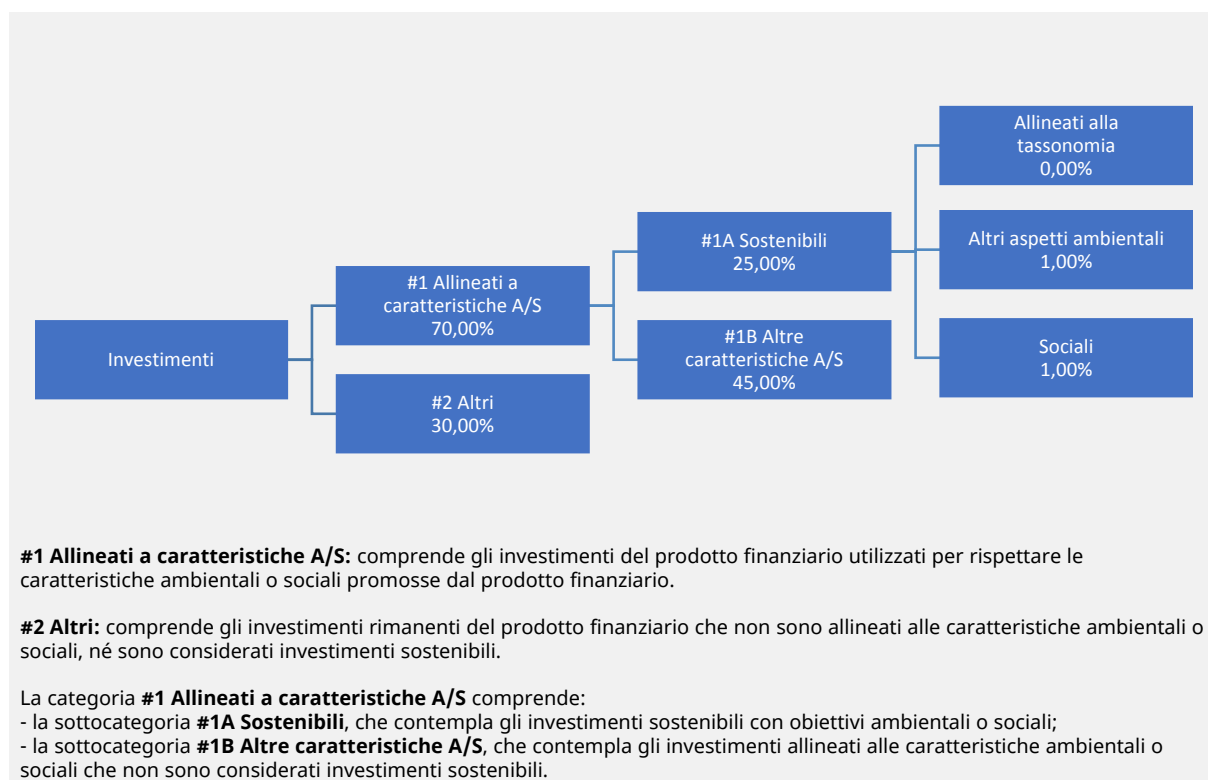 Investimenti
#1 Allineati a
caratteristiche A/S
70,00%
#2 Altri
30,00%
#1A Sostenibili
25,00%
#1B Altre
caratteristiche A/S
45,00%
Allineati alla
tassonomia
0,00%
Altri aspetti ambientali
1,00%
Sociali
1,00%
#1 Allineati a caratteristiche A/S: comprende gli investimenti del prodotto finanziario utilizzati per rispettare le
caratteristiche ambientali o sociali promosse dal prodotto finanziario.
#2 Altri: comprende gli investimenti rimanenti del prodotto finanziario che non sono allineati alle caratteristiche ambientali o
sociali, né sono considerati investimenti sostenibili.
La categoria #1 Allineati a caratteristiche A/S comprende:
- la sottocategoria #1A Sostenibili, che contempla gli investimenti sostenibili con obiettivi ambientali o sociali;
- la sottocategoria #1B Altre caratteristiche A/S, che contempla gli investimenti allineati alle caratteristiche ambientali o
sociali che non sono considerati investimenti sostenibili.